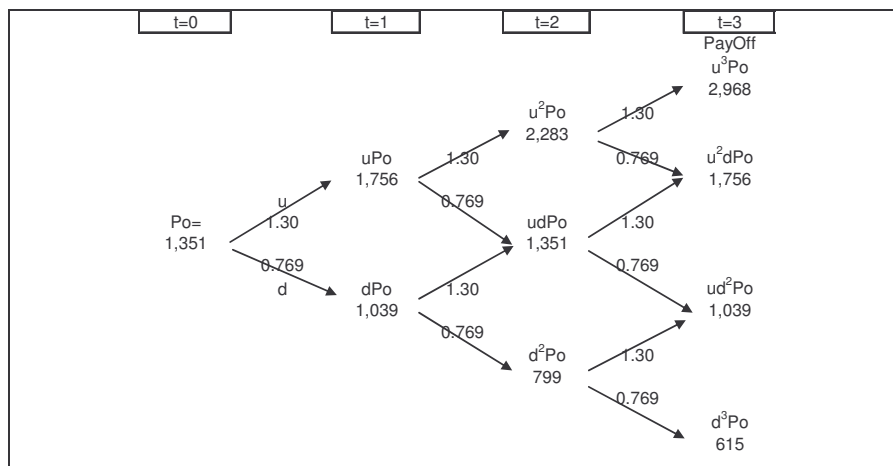 t=0 t=1 t=2 t=3
PayOff
u³Po
2,968
u²Po
2,283
1.30
0.769
u²dPo
1,756
uPo
1,756
1.30
0.769
u
1.30
Po=
1,351
0.769
d
udPo
1,351
1.30
0.769
dPo
1,039
1.30
0.769
ud²Po
1,039
d²Po
799
1.30
0.769
d³Po
615